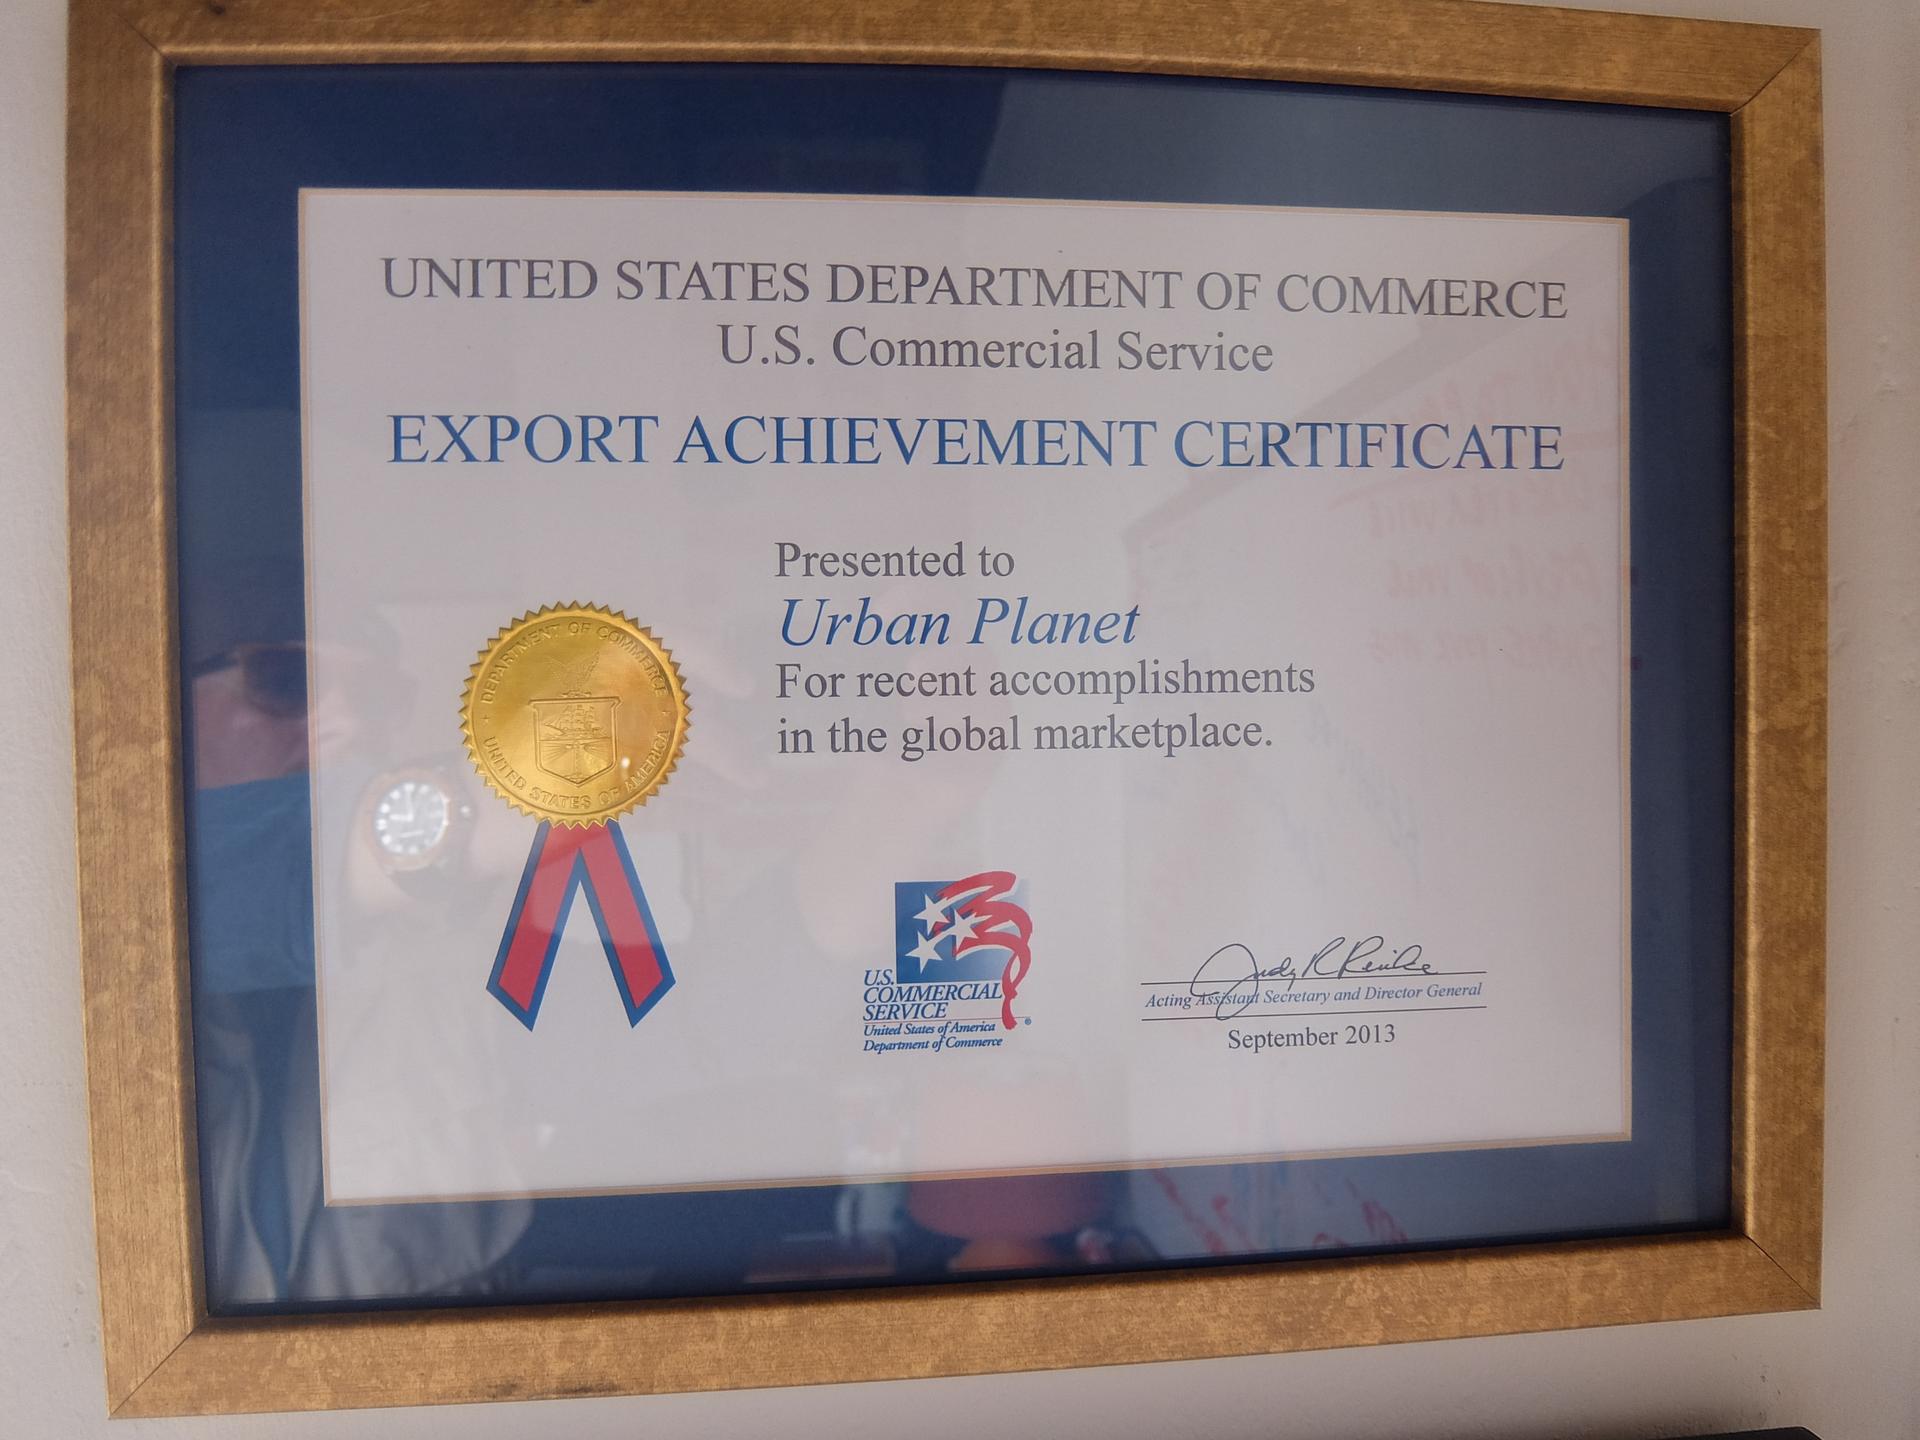 UNITED STATES DEPARTMENT OF COMMERCE
U.S. Commercial Service
EXPORT ACHIEVEMENT CERTIFICATE
Presented to
Urban Planet
For recent accomplishments
in the global marketplace.
DEPARTMENT OF COMMERCE
UNITED STATES OF AMERICA
U.S.
COMMERCIAL
SERVICE
United States of America
Department of Commerce
®
Judy R Reinke
Acting Assistant Secretary and Director General
September 2013